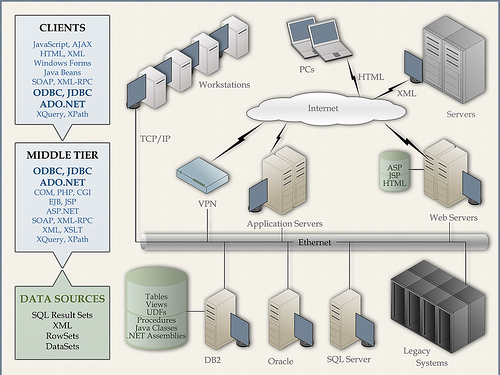 CLIENTS
JavaScript, AJAX
HTML, XML
Windows Forms
Java Beans
SOAP, XML-RPC
ODBC, JDBC
ADO.NET
XQuery, XPath
MIDDLE TIER
ODBC, JDBC
ADO.NET
COM, PHP, CGI
EJB, JSP
ASP.NET
SOAP, XML-RPC
XML, XSLT
XQuery, XPath
DATA SOURCES
SQL Result Sets
XML
RowSets
DataSets
Workstations
PCs
HTML
XML
Servers
Internet
TCP/IP
VPN
Application Servers
ASP
JSP
HTML
Web Servers
Ethernet
Tables
Views
UDFs
Procedures
Java Classes
.NET Assemblies
DB2
Oracle
SQL Server
Legacy
Systems